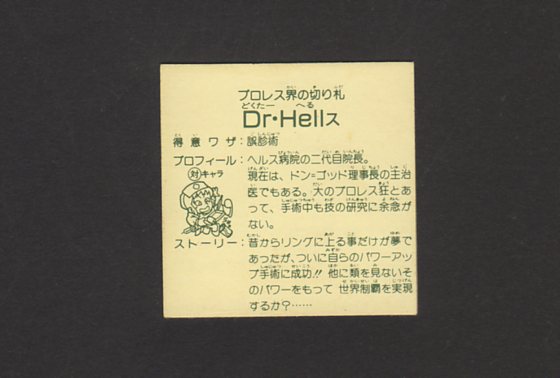 プロレス界の切り札
Dr・Hellス
得意ワザ：誤診術
プロフィール：ヘルス病院の二代目院長。
対キャラ
現在は、ドン=ゴッド理事長の主治
医でもある。大のプロレス狂とあ
って、手術中も技の研究に余念が
ない。
ストーリー：昔からリングに上る事だけが夢で
あったが、ついに自らのパワーアッ
プ手術に成功!! 他に類を見ないそ
のパワーをもって 世界制覇を実現
するか？……